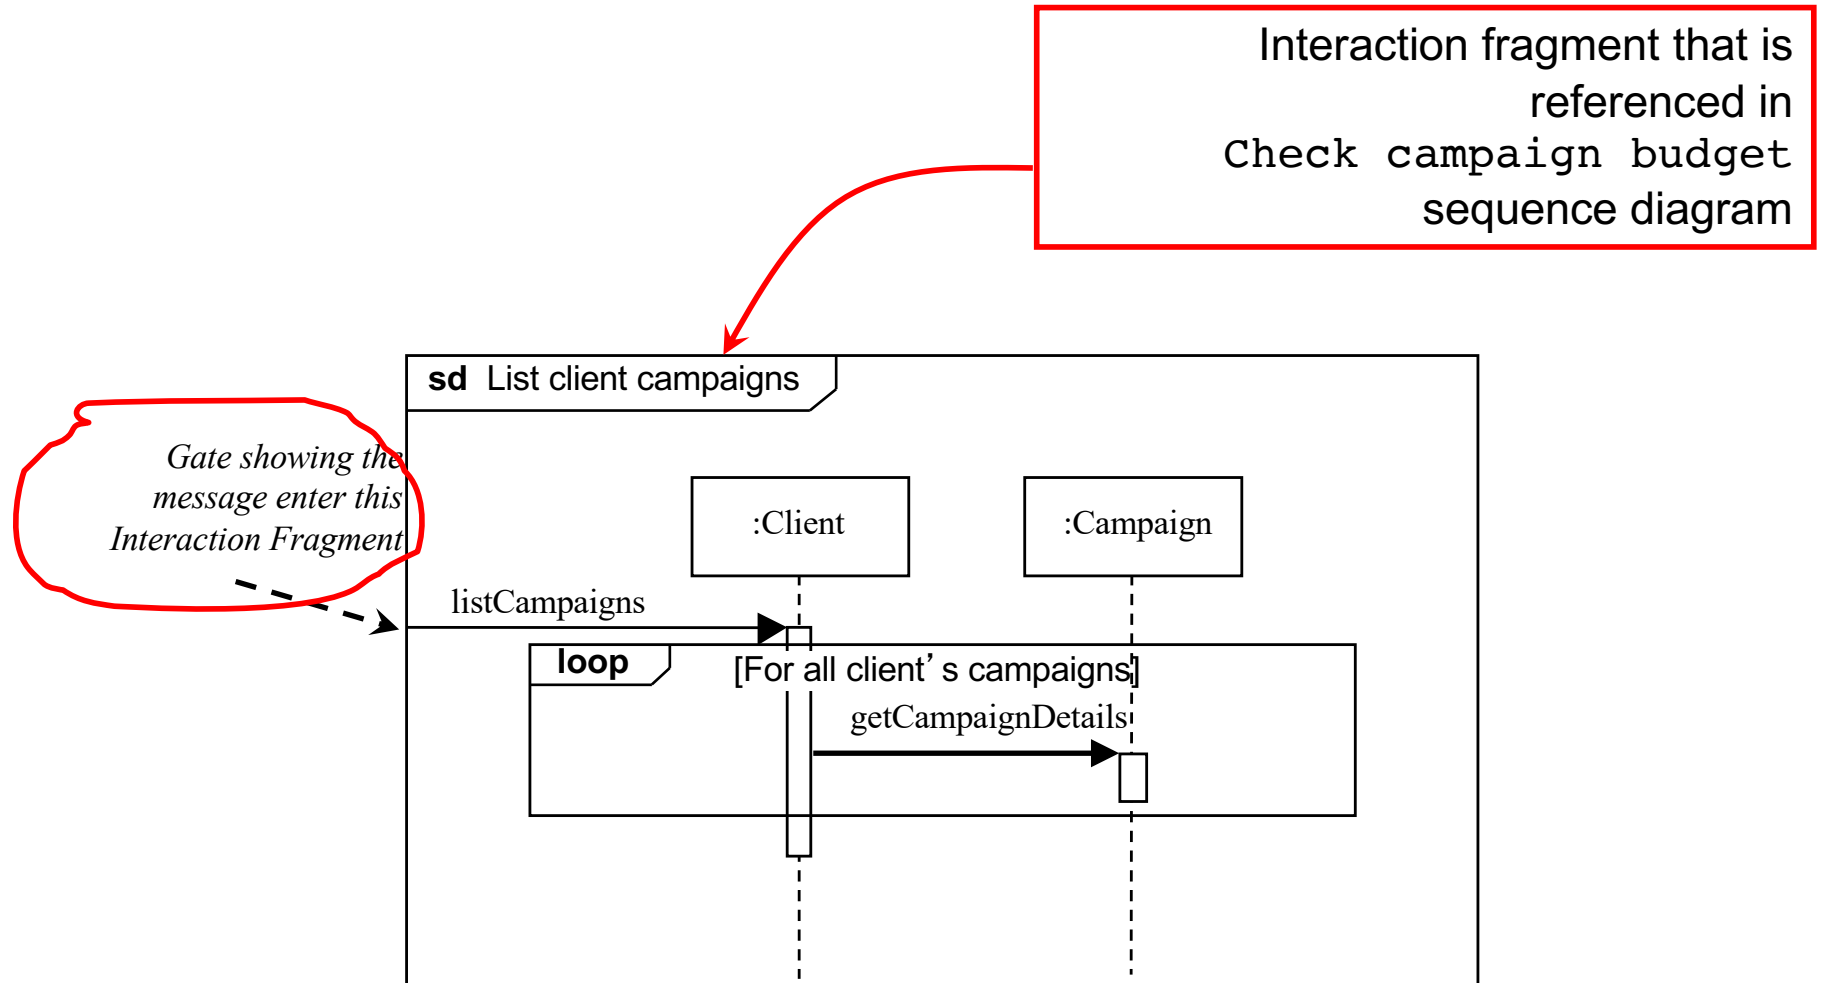 Interaction fragment that is
referenced in
Check campaign budget
sequence diagram
sd List client campaigns
Gate showing the
message enter this
Interaction Fragment
:Client
:Campaign
listCampaigns
loop
[For all client’s campaigns]
getCampaignDetails